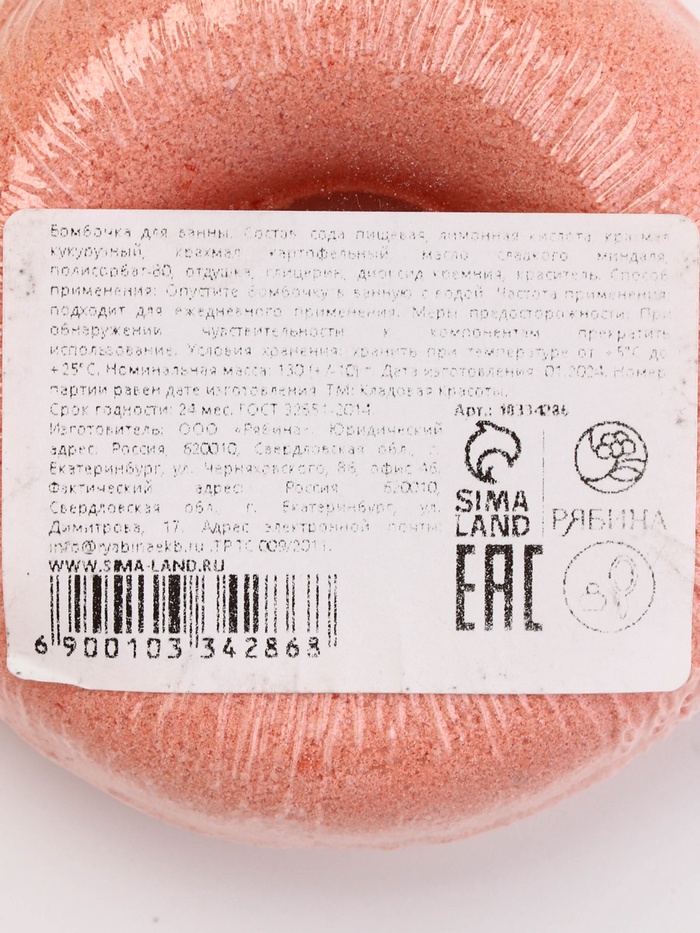 Бомбочка для ванны. Состав: сода пищевая, лимонная кислота, крахмал
кукурузный, крахмал картофельный, масло сладкого миндаля,
полисорбат-80, отдушка, глицерин, диоксид кремния, краситель. Способ
применения: Опустите бомбочку в ванную с водой. Частота применения:
подходит для ежедневного применения. Меры предосторожности: При
обнаружении чувствительности к компонентам прекратить
использование. Условия хранения: хранить при температуре от +5°С до
+25°С. Номинальная масса: 130 (+/-10) г. Дата изготовления: 01.2024. Номер
партии равен дате изготовления. ТМ: Кладовая красоты.
Срок годности: 24 мес. ГОСТ 32851-2014
Арт.: 10334286
Изготовитель: ООО «Рябина». Юридический
адрес: Россия, 620010, Свердловская обл., г.
Екатеринбург, ул. Черняховского, 86, офис
Фактический адрес: Россия 620010,
Свердловская обл., г. Екатеринбург, ул.
Димитрова, 17. Адрес электронной почты:
info@ryabinaekb.ru. ТР ТС 009/2011.
WWW.SIMA-LAND.RU
SIMA
LAND
РЯБИНА
EAC
6 900103 342868